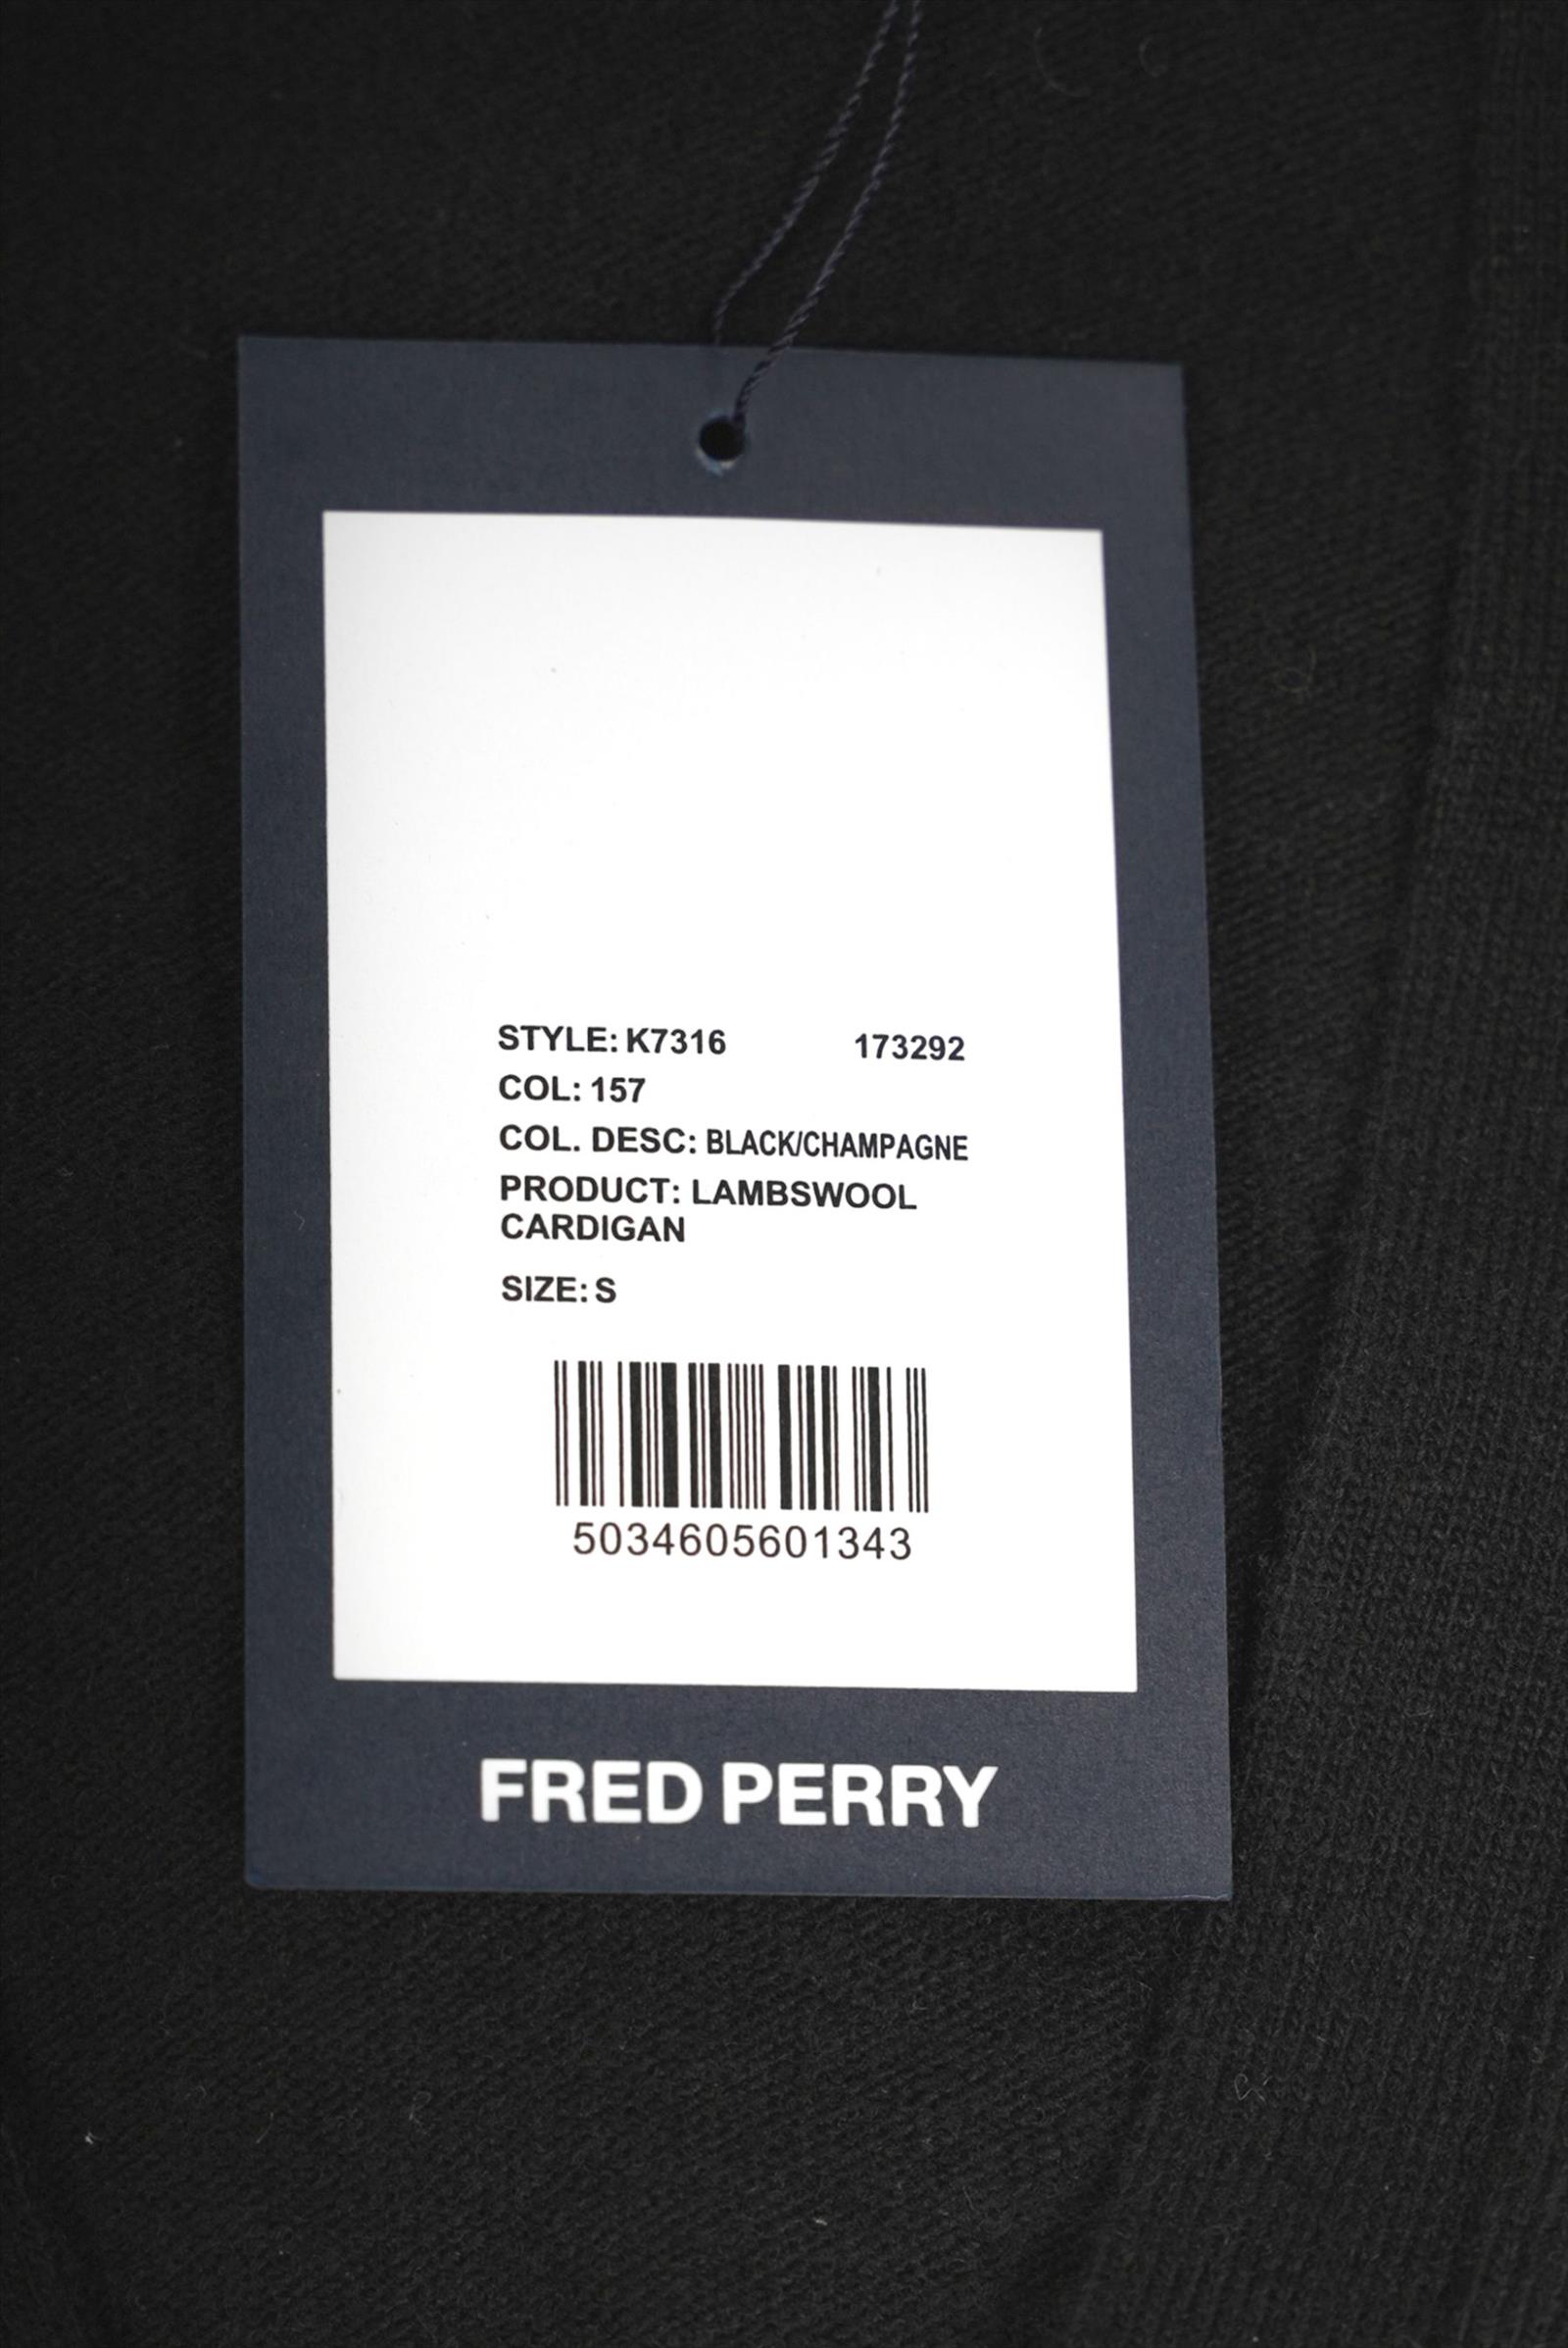 STYLE: K7316 173292
COL: 157
COL. DESC: BLACK/CHAMPAGNE
PRODUCT: LAMBSWOOL
CARDIGAN
SIZE: S
5034605601343
FRED PERRY